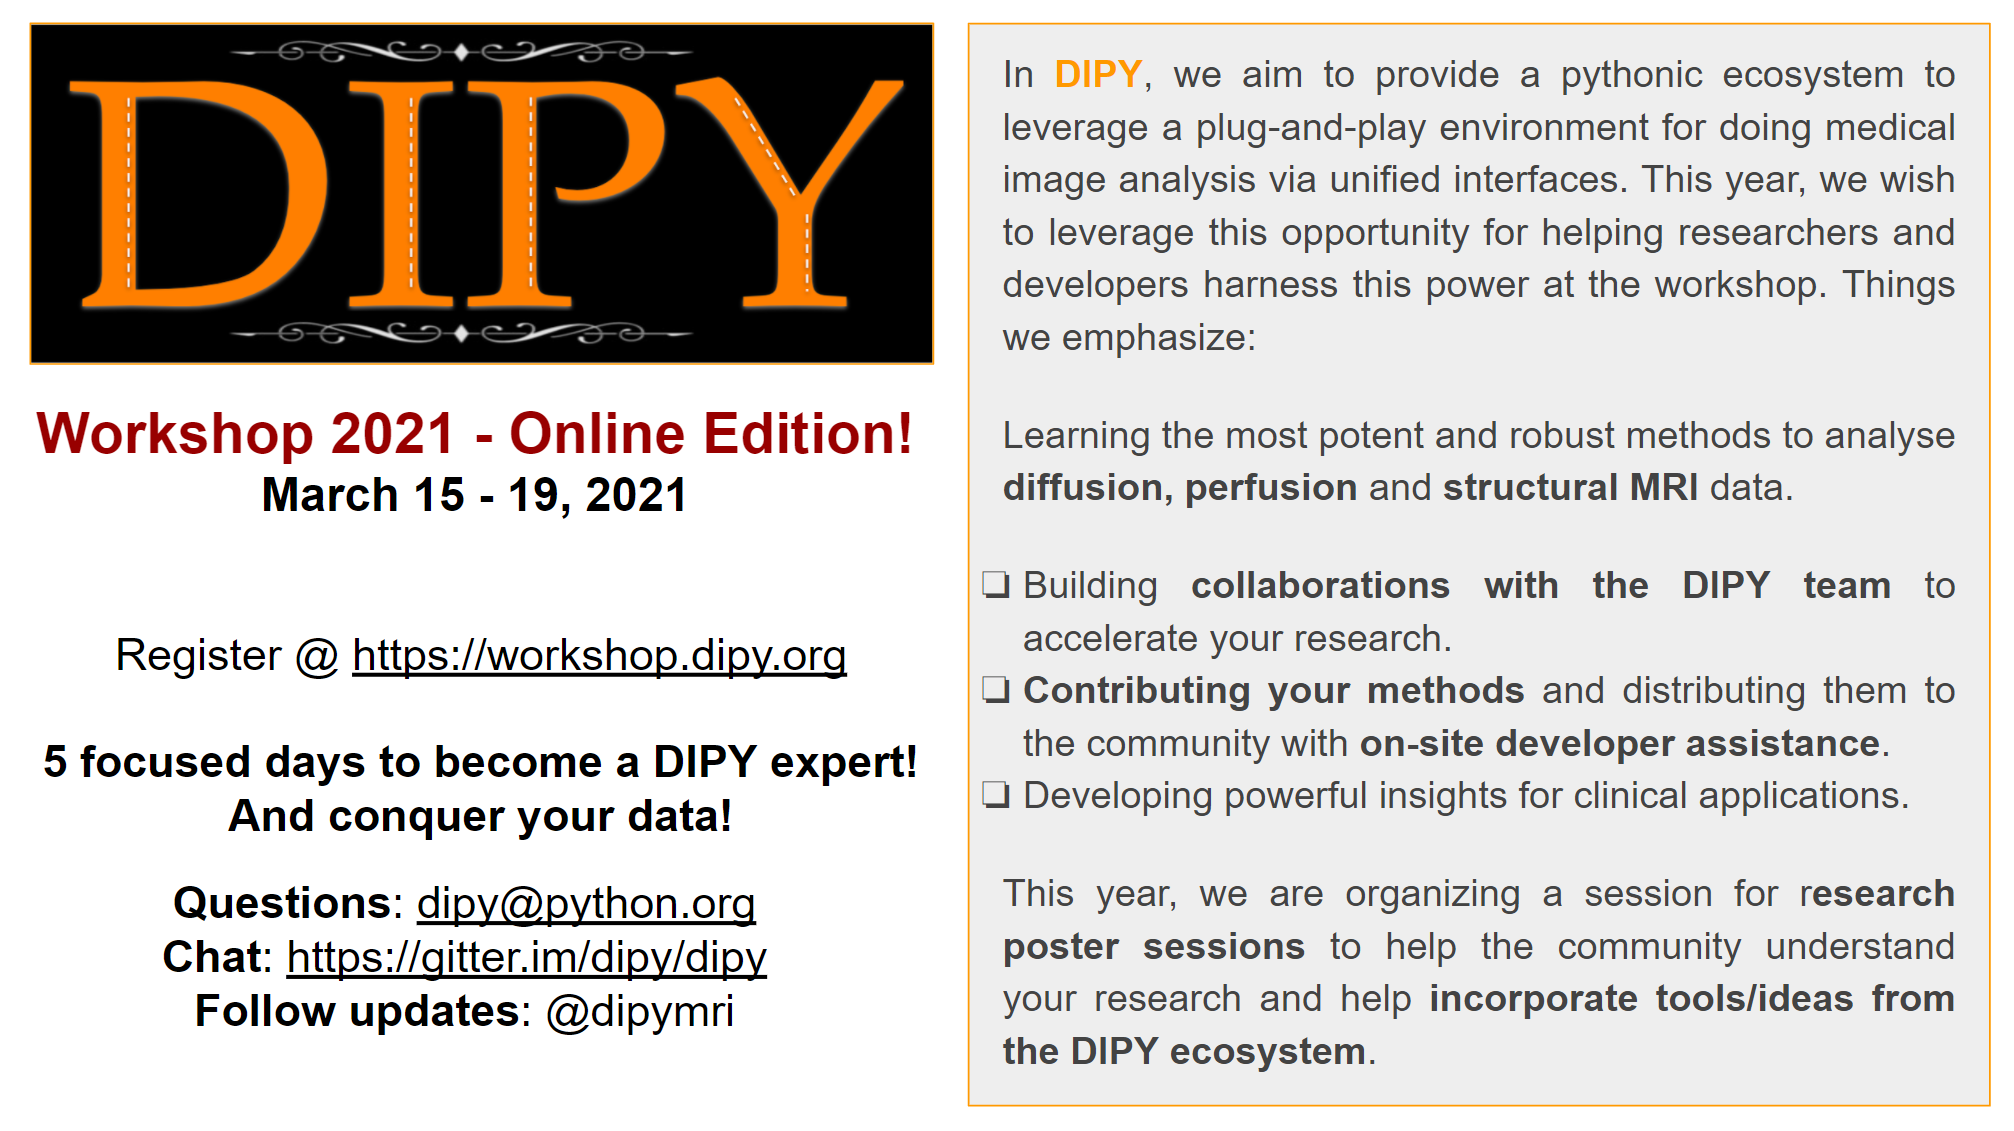 DIPY
Workshop 2021 - Online Edition!
March 15 - 19, 2021
Register @ https://workshop.dipy.org
5 focused days to become a DIPY expert!
And conquer your data!
Questions: dipy@python.org
Chat: https://gitter.im/dipy/dipy
Follow updates: @dipymri
In DIPY, we aim to provide a pythonic ecosystem to
leverage a plug-and-play environment for doing medical
image analysis via unified interfaces. This year, we wish
to leverage this opportunity for helping researchers and
developers harness this power at the workshop. Things
we emphasize:
Learning the most potent and robust methods to analyse
diffusion, perfusion and structural MRI data.
❏ Building collaborations with the DIPY team to
accelerate your research.
❏ Contributing your methods and distributing them to
the community with on-site developer assistance.
❏ Developing powerful insights for clinical applications.
This year, we are organizing a session for research
poster sessions to help the community understand
your research and help incorporate tools/ideas from
the DIPY ecosystem.